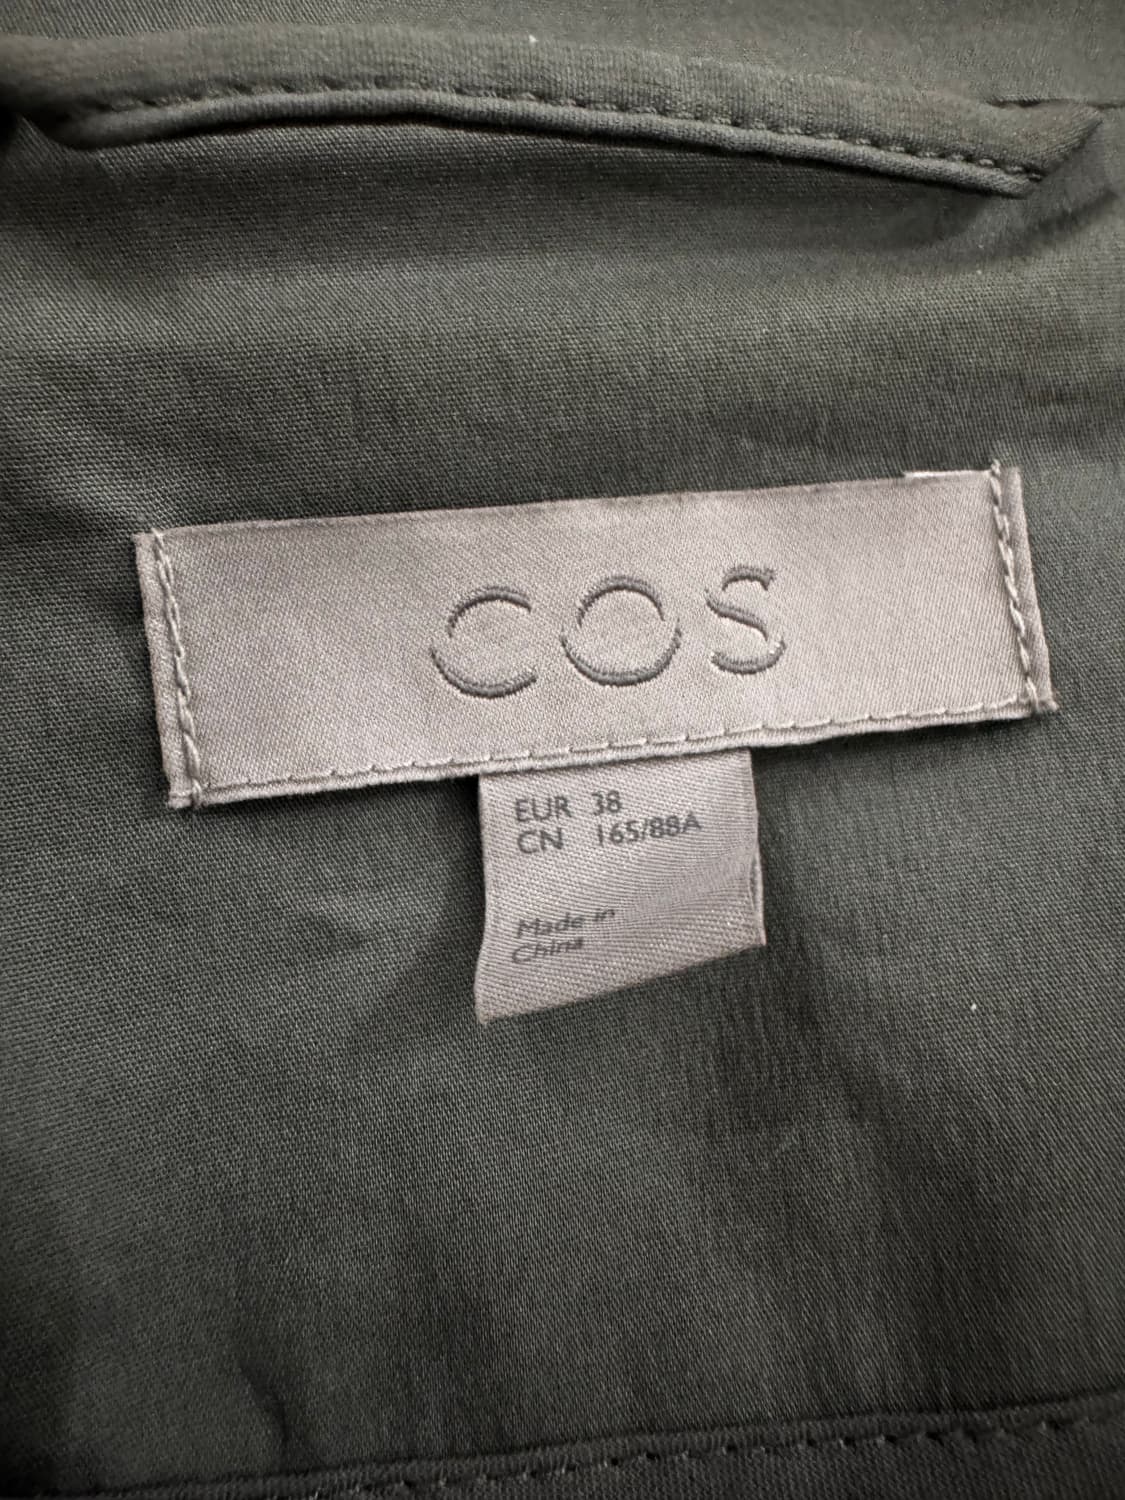 COS
EUR 38
CN 165/88A
Made in
China